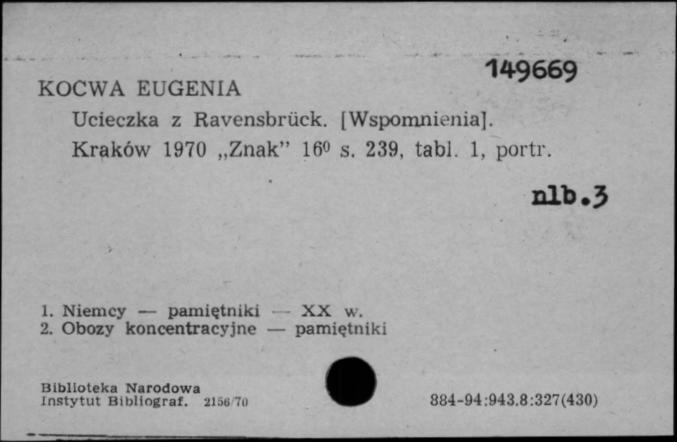 149669
KOCWA EUGENIA
Ucieczka z Ravensbrück. [Wspomnienia].
Kraków 1970 „Znak” 16⁰ s. 239, tabl. 1, portr.
nlb.3
1. Niemcy — pamiętniki — XX w.
2. Obozy koncentracyjne — pamiętniki
Biblioteka Narodowa
Instytut Bibliograf. 2156/70
884-94:943.8:327(430)